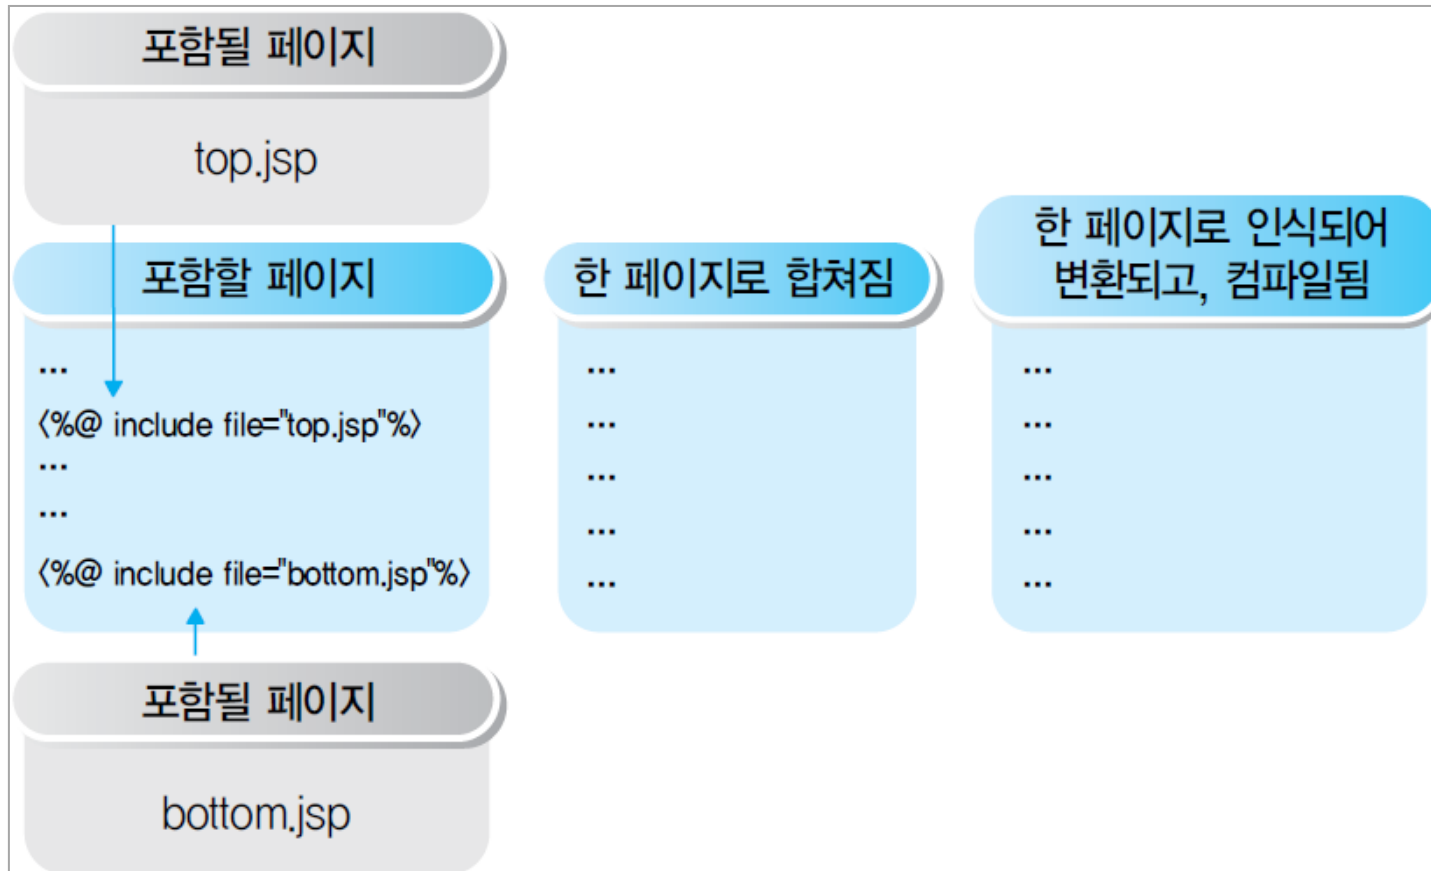 포함될 페이지
top.jsp
포함할 페이지
...
<%@ include file="top.jsp"%>
...
...
<%@ include file="bottom.jsp"%>
포함될 페이지
bottom.jsp
한 페이지로 합쳐짐
...
...
...
...
...
한 페이지로 인식되어
변환되고, 컴파일됨
...
...
...
...
...